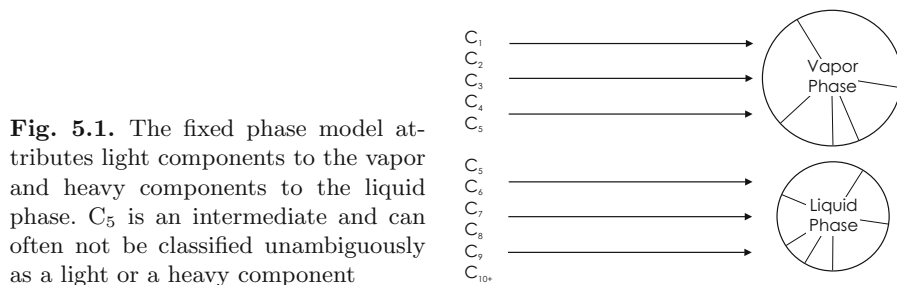 Fig. 5.1. The fixed phase model at-
tributes light components to the vapor
and heavy components to the liquid
phase. C₅ is an intermediate and can
often not be classified unambiguously
as a light or a heavy component
C₁
C₂
C₃
C₄
C₅
Vapor
Phase
C₅
C₆
C₇
C₈
C₉
C₁₀₊
Liquid
Phase